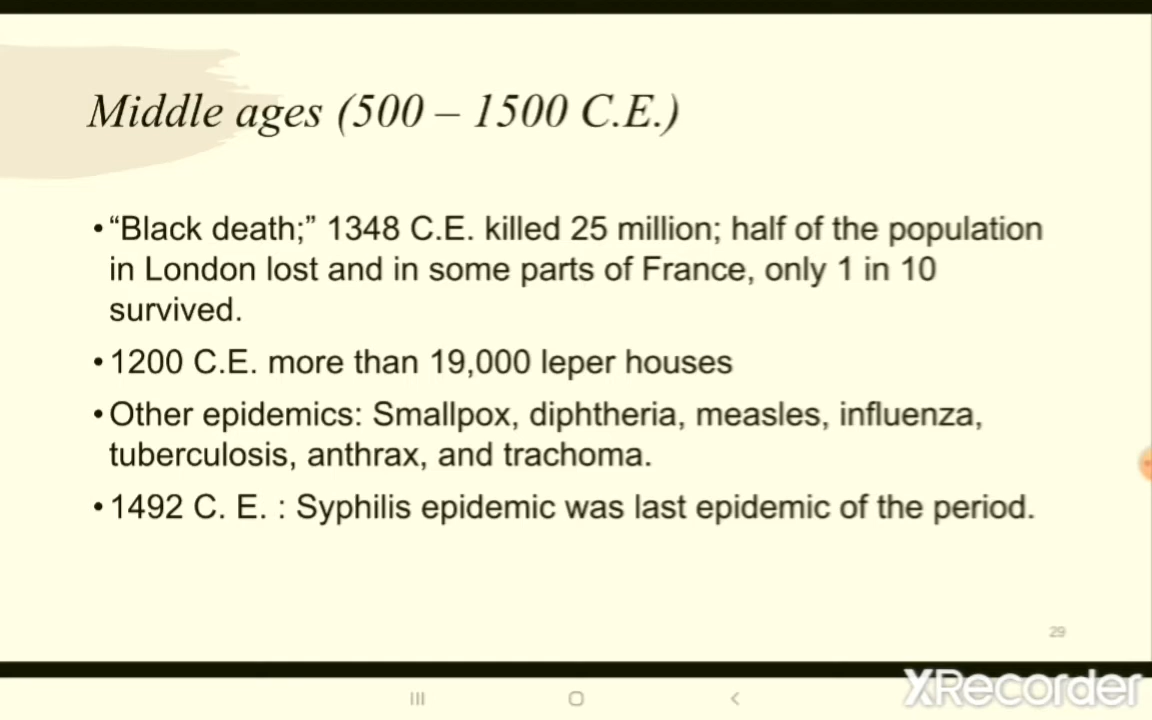 Middle ages (500 – 1500 C.E.)
•“Black death;” 1348 C.E. killed 25 million; half of the population
in London lost and in some parts of France, only 1 in 10
survived.
•1200 C.E. more than 19,000 leper houses
•Other epidemics: Smallpox, diphtheria, measles, influenza,
tuberculosis, anthrax, and trachoma.
•1492 C. E. : Syphilis epidemic was last epidemic of the period.
29
XRecorder